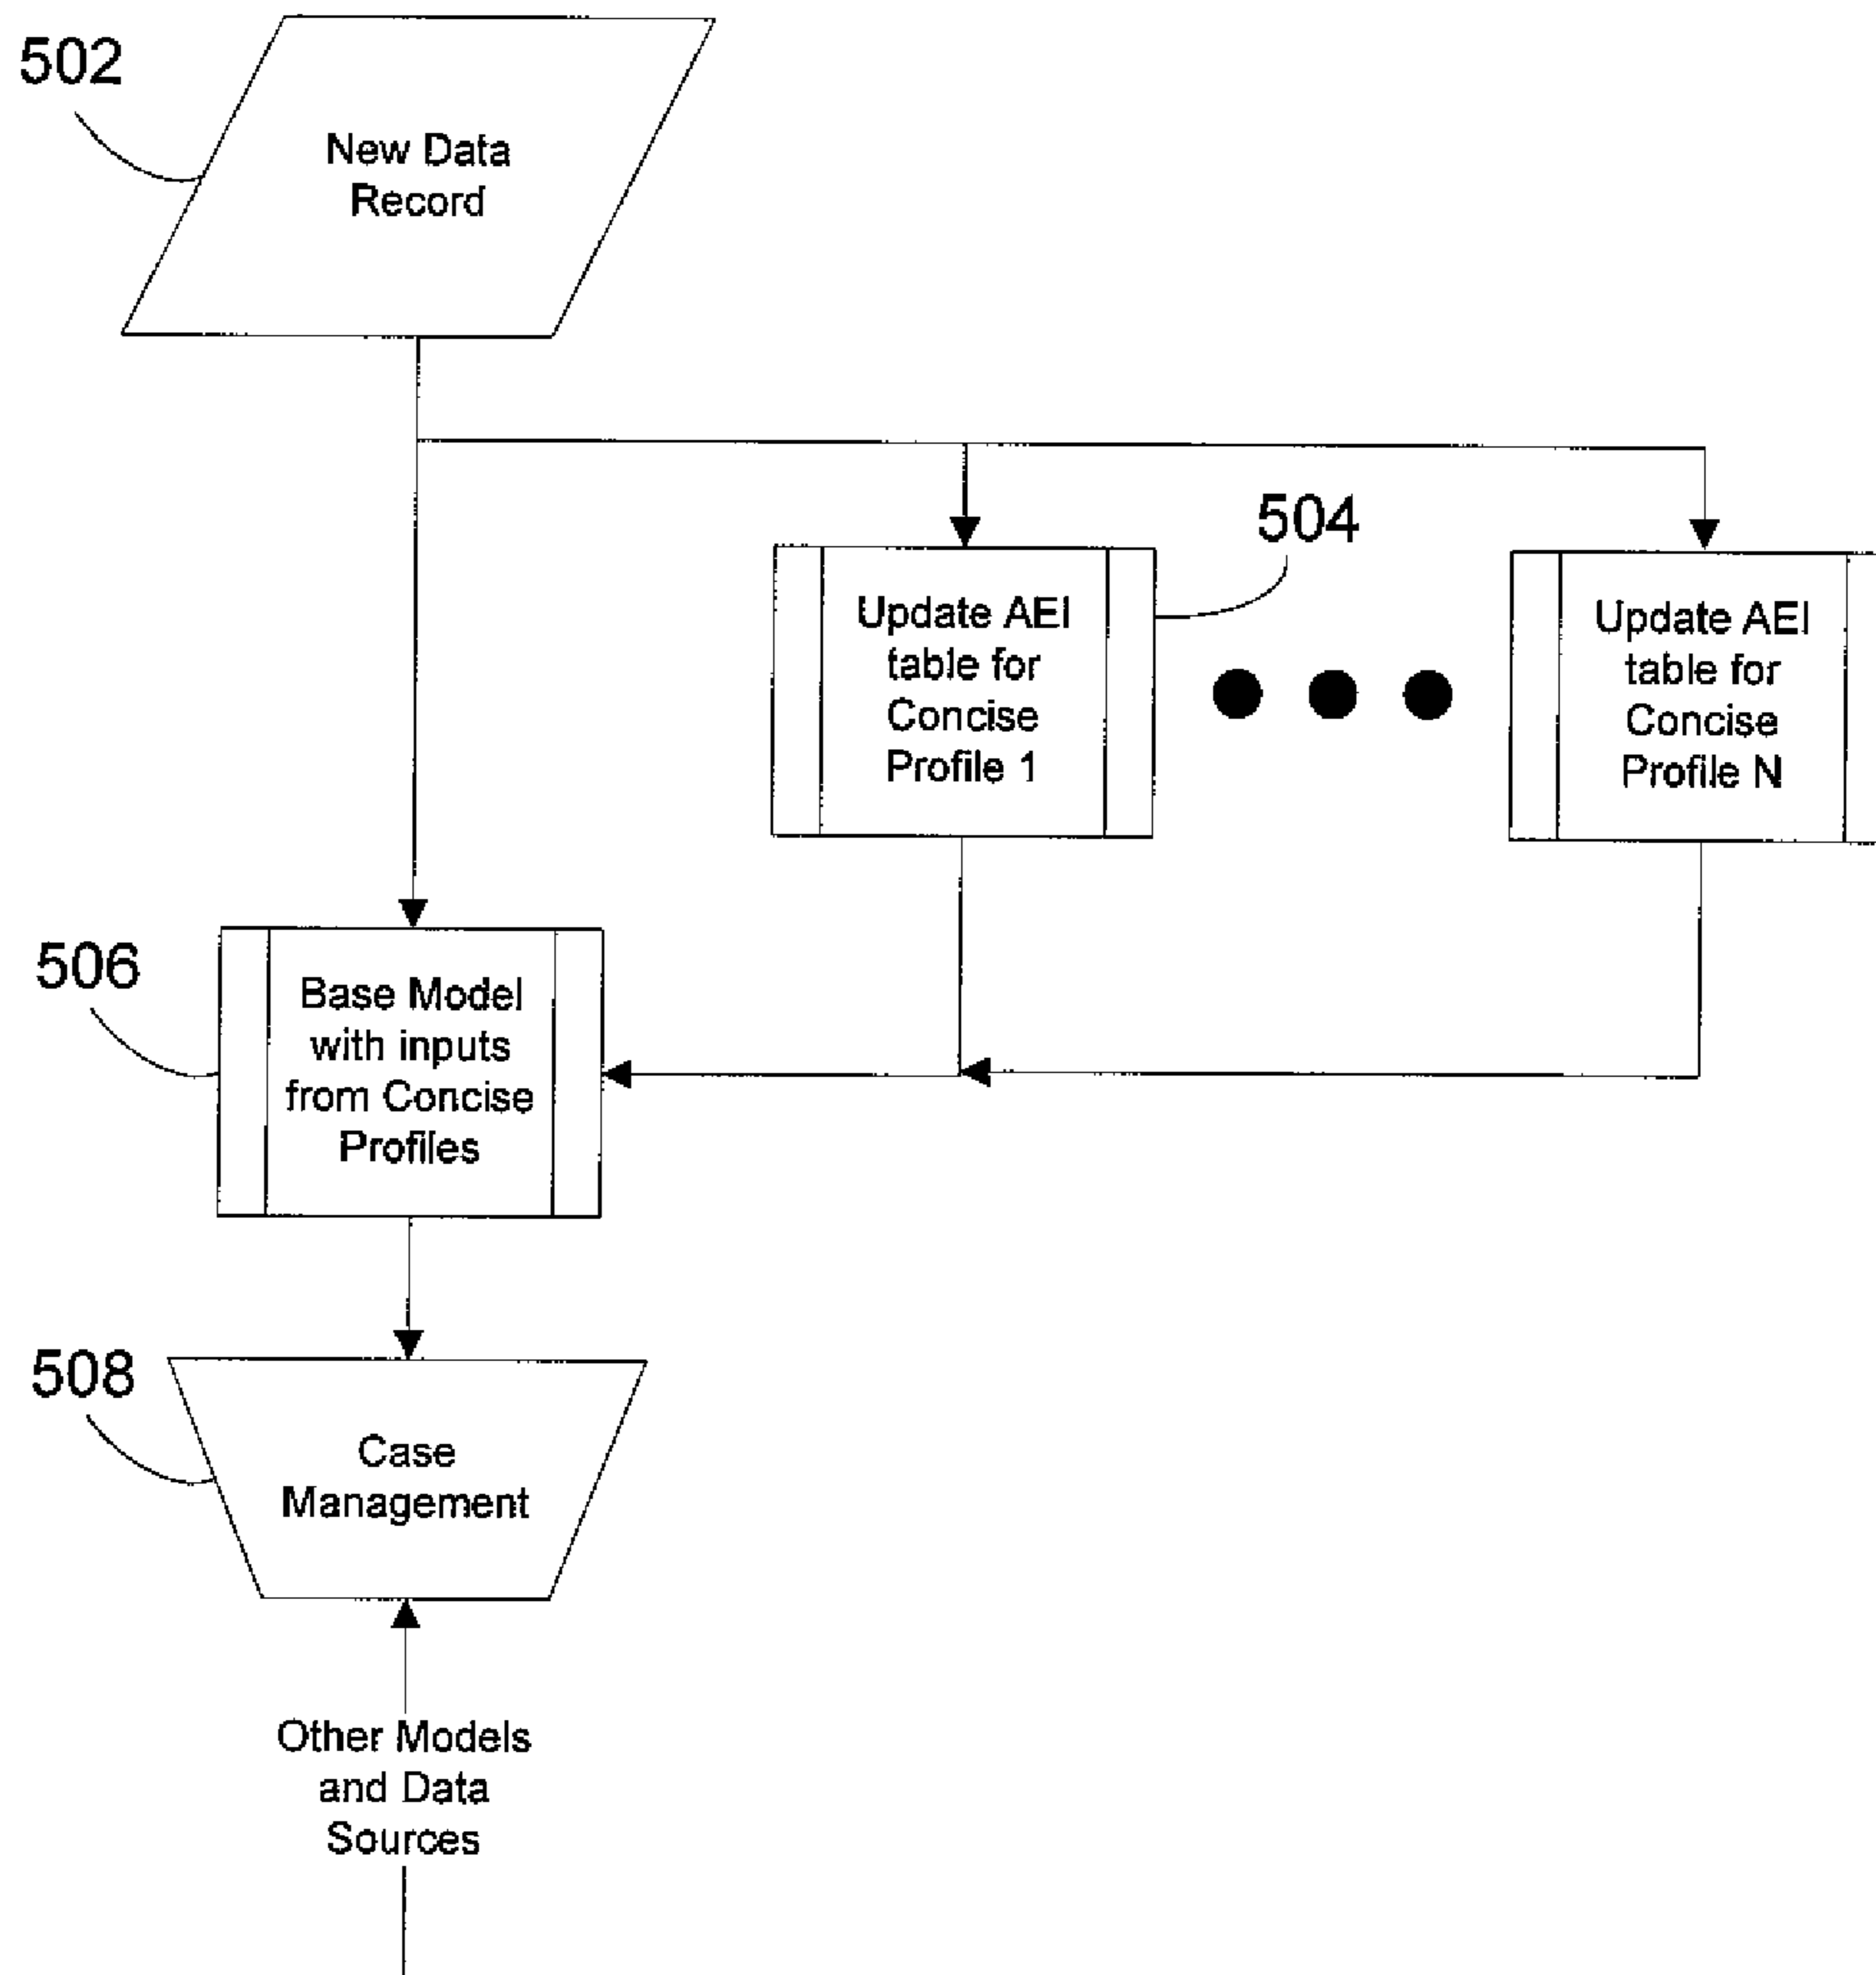 502
New Data
Record
504
Update AEI
table for
Concise
Profile 1
Update AEI
table for
Concise
Profile N
506
Base Model
with inputs
from Concise
Profiles
508
Case
Management
Other Models
and Data
Sources